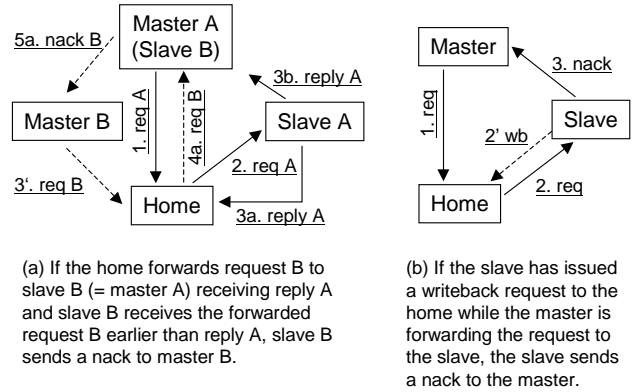 Master A
(Slave B)
5a. nack B
3b. reply A
Master B
1. req A
4a. req B
Slave A
2. req A
3'. req B
Home
3a. reply A
(a) If the home forwards request B to
slave B (= master A) receiving reply A
and slave B receives the forwarded
request B earlier than reply A, slave B
sends a nack to master B.
Master
3. nack
1. req
Slave
2' wb
2. req
Home
(b) If the slave has issued
a writeback request to the
home while the master is
forwarding the request to
the slave, the slave sends
a nack to the master.